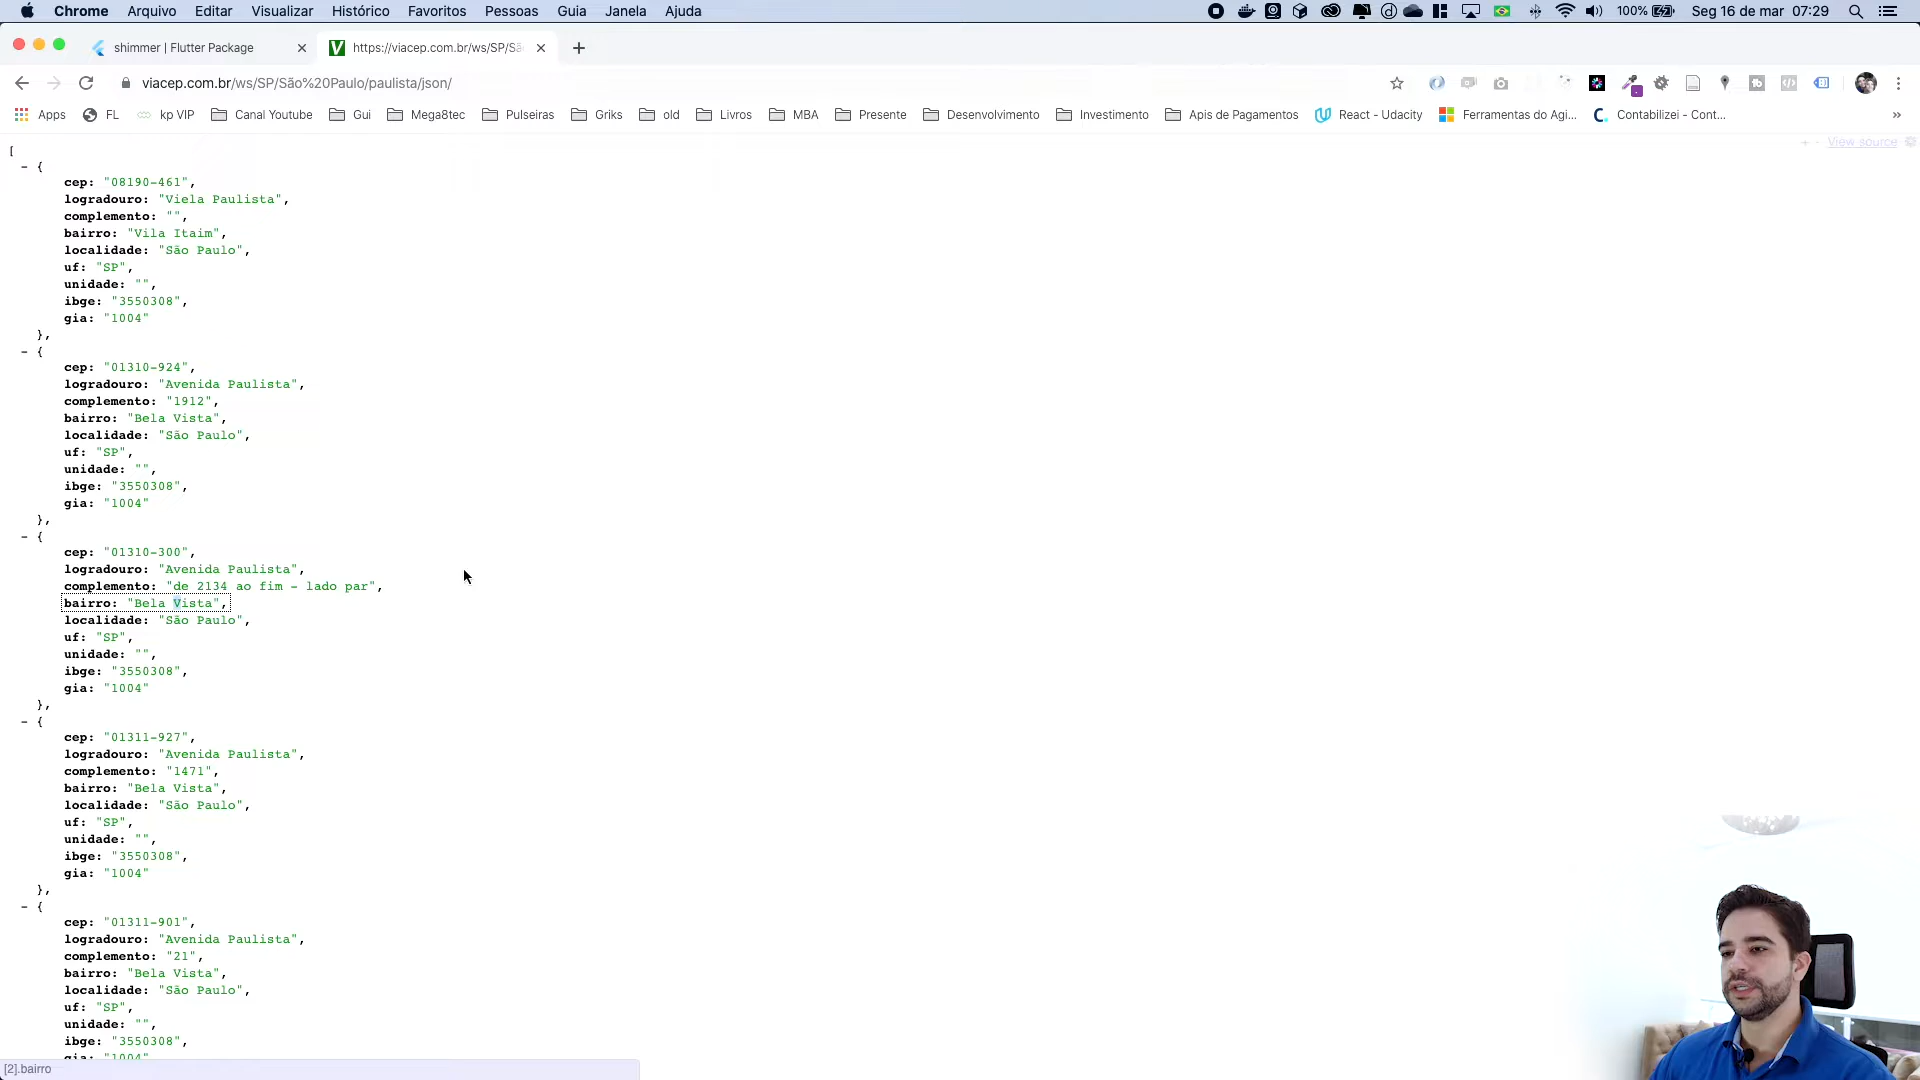 Chrome Arquivo Editar Visualizar Histórico Favoritos Pessoas Guia Janela Ajuda 100% Seg 16 de mar 07:29
shimmer | Flutter Package https://viacep.com.br/ws/SP/Sã
viacep.com.br/ws/SP/São%20Paulo/paulista/json/
Apps FL kp VIP Canal Youtube Gui Mega8tec Pulseiras Griks old Livros MBA Presente Desenvolvimento Investimento Apis de Pagamentos React - Udacity Ferramentas do Agi... Contabilizei - Cont... »
+ - View source
[
- {
cep: "08190-461",
logradouro: "Viela Paulista",
complemento: "",
bairro: "Vila Itaim",
localidade: "São Paulo",
uf: "SP",
unidade: "",
ibge: "3550308",
gia: "1004"
},
- {
cep: "01310-924",
logradouro: "Avenida Paulista",
complemento: "1912",
bairro: "Bela Vista",
localidade: "São Paulo",
uf: "SP",
unidade: "",
ibge: "3550308",
gia: "1004"
},
- {
cep: "01310-300",
logradouro: "Avenida Paulista",
complemento: "de 2134 ao fim - lado par",
bairro: "Bela Vista",
localidade: "São Paulo",
uf: "SP",
unidade: "",
ibge: "3550308",
gia: "1004"
},
- {
cep: "01311-927",
logradouro: "Avenida Paulista",
complemento: "1471",
bairro: "Bela Vista",
localidade: "São Paulo",
uf: "SP",
unidade: "",
ibge: "3550308",
gia: "1004"
},
- {
cep: "01311-901",
logradouro: "Avenida Paulista",
complemento: "21",
bairro: "Bela Vista",
localidade: "São Paulo",
uf: "SP",
unidade: "",
ibge: "3550308",
gia: "1004"
[2].bairro